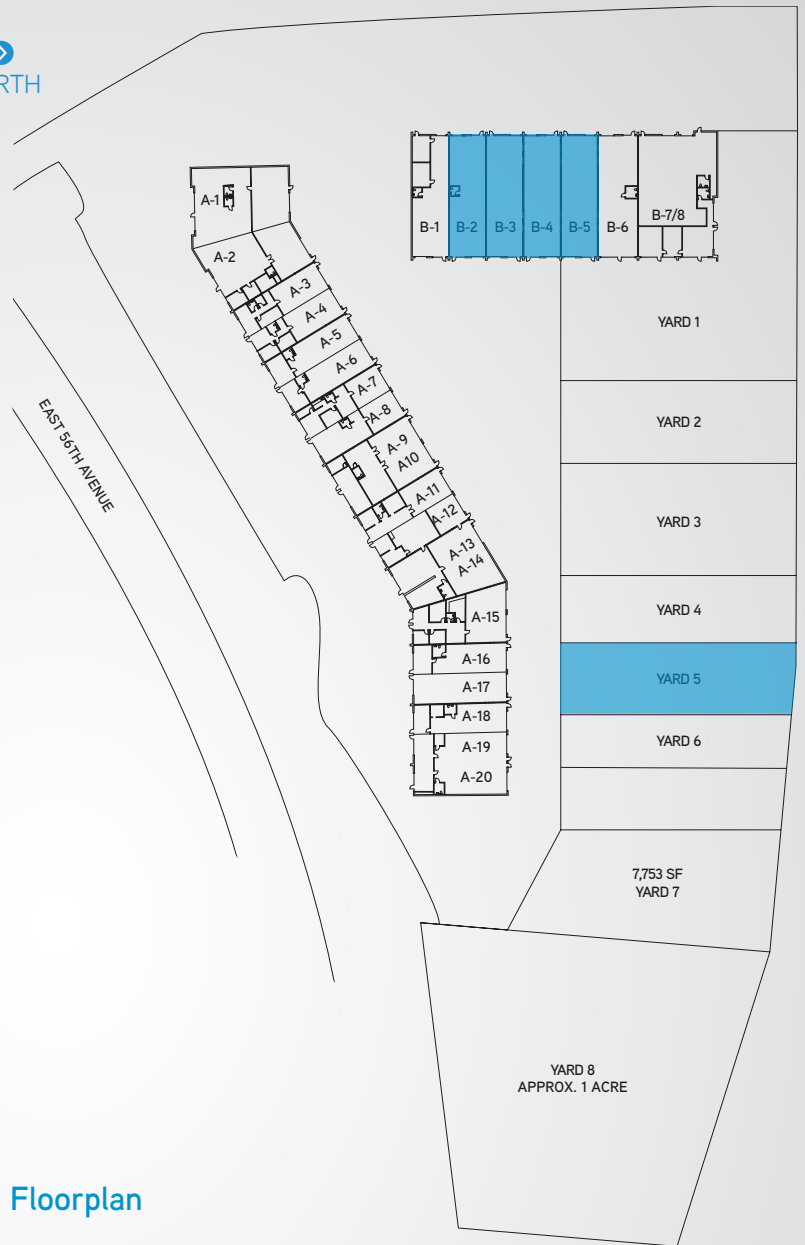 RTH
A-1
A-2
A-3
A-4
A-5
A-6
A-7
A-8
A-9
A10
A-11
A-12
A-13
A-14
A-15
A-16
A-17
A-18
A-19
A-20
B-1
B-2
B-3
B-4
B-5
B-6
B-7/8
YARD 1
YARD 2
YARD 3
YARD 4
YARD 5
YARD 6
7,753 SF
YARD 7
YARD 8
APPROX. 1 ACRE
EAST 56TH AVENUE
Floorplan